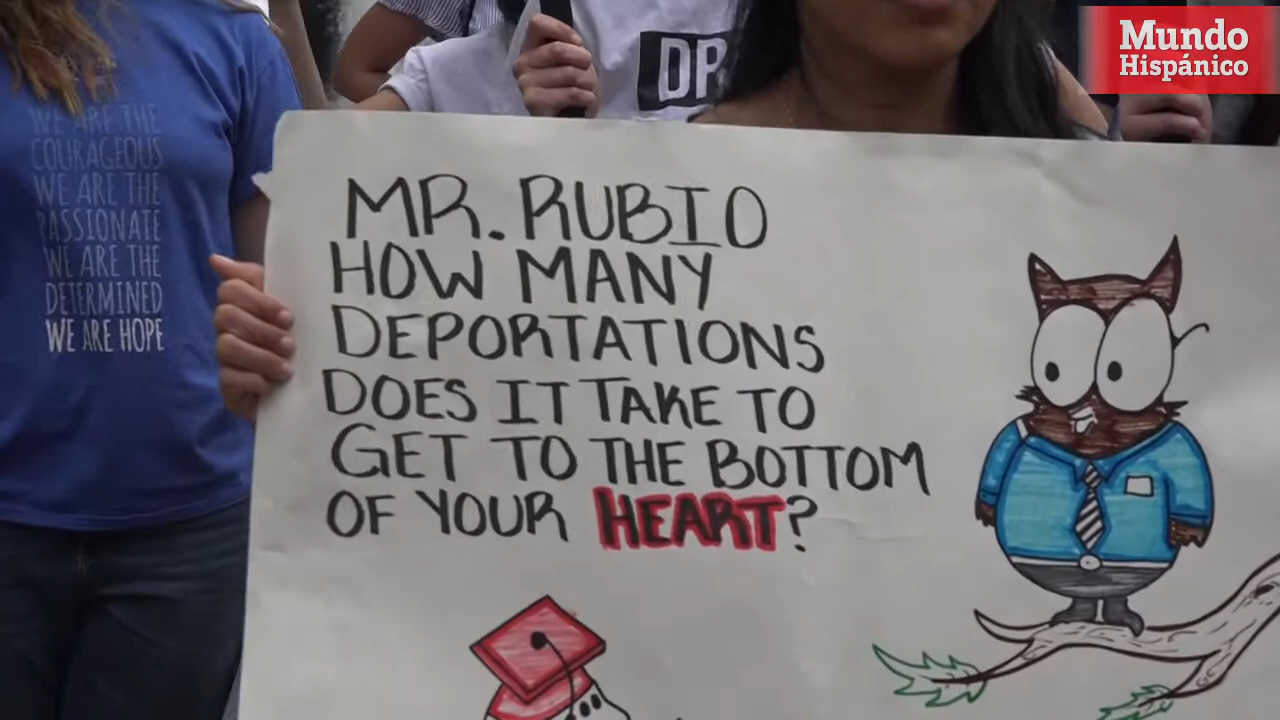 Mundo
Hispánico
DP
WE ARE THE
COURAGEOUS
WE ARE THE
PASSIONATE
WE ARE THE
DETERMINED
WE ARE HOPE
MR. RUBIO
HOW MANY
DEPORTATIONS
DOES IT TAKE TO
GET TO THE BOTTOM
OF YOUR HEART?